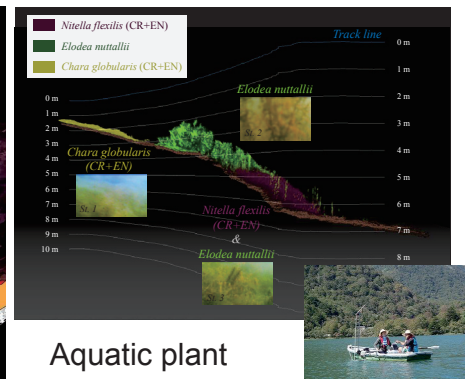 Nitella flexilis (CR+EN)
Elodea nuttallii
Chara globularis (CR+EN)
Track line
0 m
1 m
2 m
3 m
4 m
5 m
6 m
7 m
8 m
0 m
1 m
2 m
3 m
4 m
5 m
6 m
7 m
8 m
9 m
10 m
Elodea nuttallii
St. 2
Chara globularis
(CR+EN)
St. 1
Nitella flexilis
(CR+EN)
&
Elodea nuttallii
St. 3
Aquatic plant